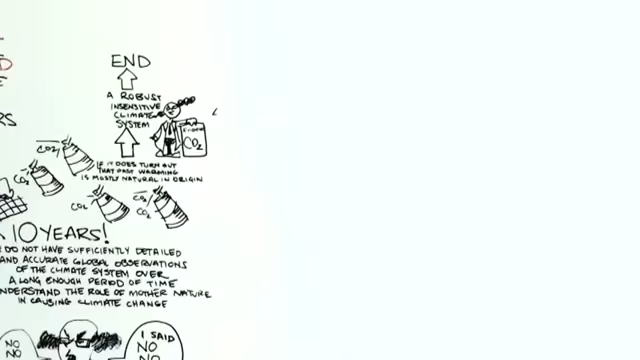 END
A ROBUST
INSENSITIVE
CLIMATE
SYSTEM
CO2
IF IT DOES TURN OUT
THAT PAST WARMING
IS MOSTLY NATURAL IN ORIGIN
CO2
CO2
CO2
CO2
CO2
10 YEARS!
DO NOT HAVE SUFFICIENTLY DETAILED
AND ACCURATE GLOBAL OBSERVATIONS
OF THE CLIMATE SYSTEM OVER
A LONG ENOUGH PERIOD OF TIME
UNDERSTAND THE ROLE OF MOTHER NATURE
IN CAUSING CLIMATE CHANGE
NO
NO
I SAID
NO
NO